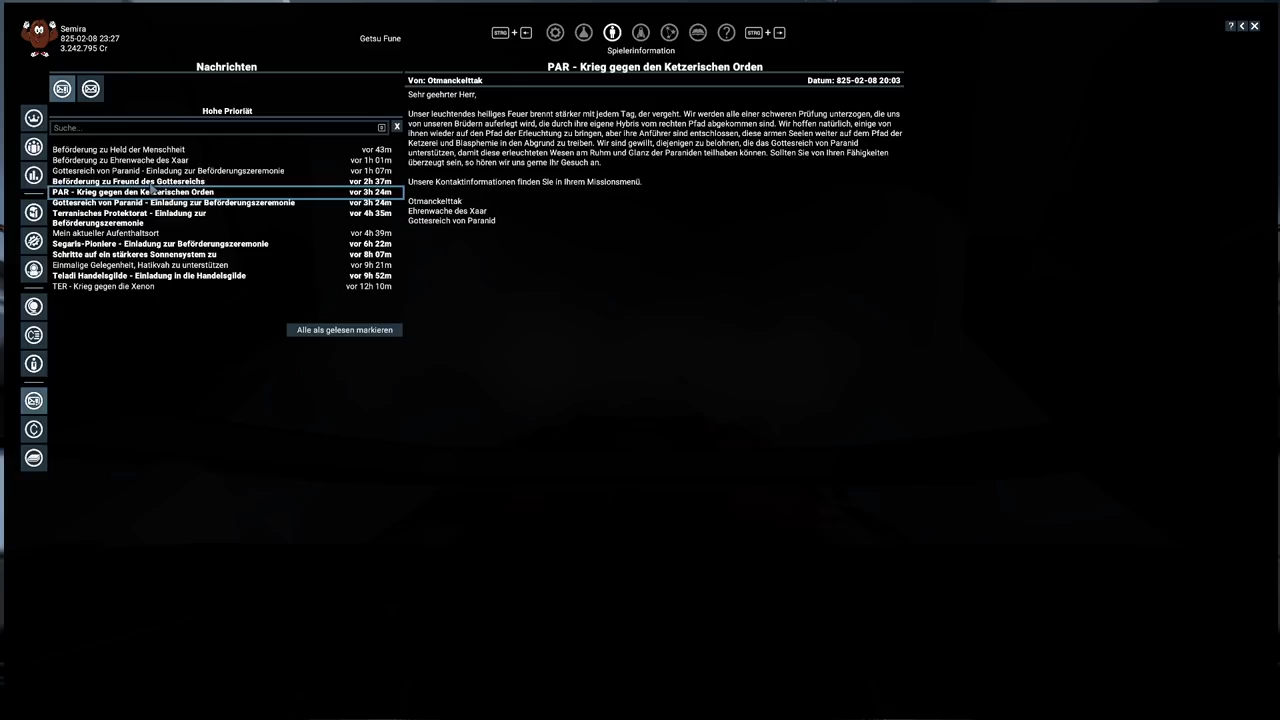 Semira
825-02-08 23:27
3.242.795 Cr
Getsu Fune
STRG + ←
STRG + →
Spielerinformation
? < X
Nachrichten
Hohe Prioriät
Suche...
X
Beförderung zu Held der Menschheit vor 43m
Beförderung zu Ehrenwache des Xaar vor 1h 01m
Gottesreich von Paranid - Einladung zur Beförderungszeremonie vor 1h 07m
Beförderung zu Freund des Gottesreichs vor 2h 37m
PAR - Krieg gegen den Ketzerischen Orden vor 3h 24m
Gottesreich von Paranid - Einladung zur Beförderungszeremonie vor 3h 24m
Terranisches Protektorat - Einladung zur vor 4h 35m
Beförderungszeremonie
Mein aktueller Aufenthaltsort vor 4h 39m
Segaris-Pioniere - Einladung zur Beförderungszeremonie vor 6h 22m
Schritte auf ein stärkeres Sonnensystem zu vor 8h 07m
Einmalige Gelegenheit, Hatikvah zu unterstützen vor 9h 21m
Teladi Handelsgilde - Einladung in die Handelsgilde vor 9h 52m
TER - Krieg gegen die Xenon vor 12h 10m
Alle als gelesen markieren
PAR - Krieg gegen den Ketzerischen Orden
Von: Otmanckelttak Datum: 825-02-08 20:03
Sehr geehrter Herr,
Unser leuchtendes heiliges Feuer brennt stärker mit jedem Tag, der vergeht. Wir werden alle einer schweren Prüfung unterzogen, die uns
von unseren Brüdern auferlegt wird, die durch ihre eigene Hybris vom rechten Pfad abgekommen sind. Wir hoffen natürlich, einige von
ihnen wieder auf den Pfad der Erleuchtung zu bringen, aber ihre Anführer sind entschlossen, diese armen Seelen weiter auf dem Pfad der
Ketzerei und Blasphemie in den Abgrund zu treiben. Wir sind gewillt, diejenigen zu belohnen, die das Gottesreich von Paranid
unterstützen, damit diese erleuchteten Wesen am Ruhm und Glanz der Paraniden teilhaben können. Sollten Sie von Ihren Fähigkeiten
überzeugt sein, so hören wir uns gerne Ihr Gesuch an.
Unsere Kontaktinformationen finden Sie in Ihrem Missionsmenü.
Otmanckelttak
Ehrenwache des Xaar
Gottesreich von Paranid